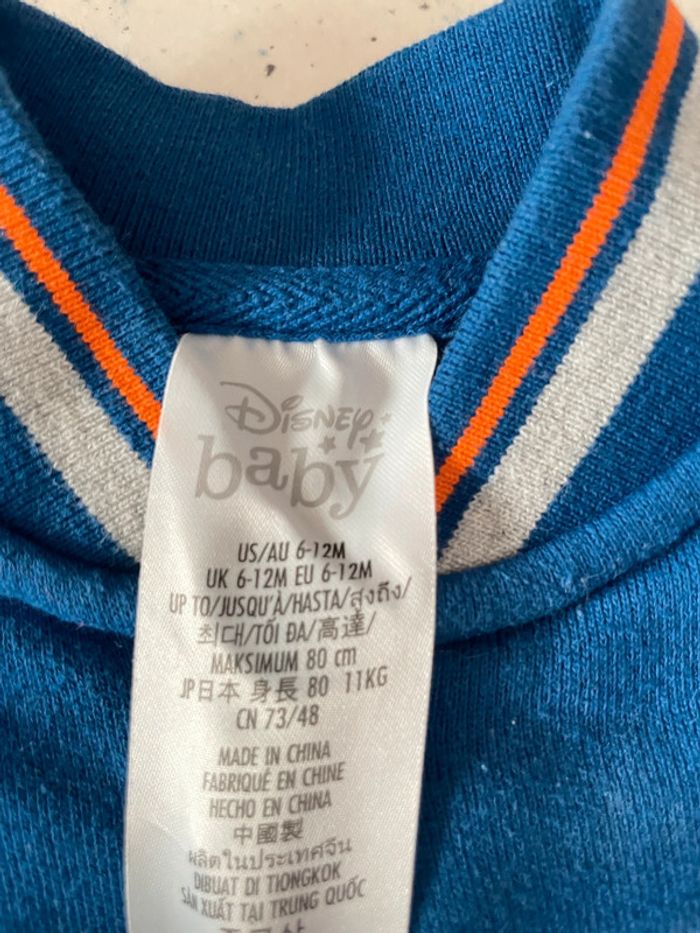 Disney
baby
US/AU 6-12M
UK 6-12M EU 6-12M
UP TO/JUSQU'À/HASTA/สูงถึง/
최대/TỐI ĐA/高達/
MAKSIMUM 80 cm
JP日本 身長 80 11KG
CN 73/48
MADE IN CHINA
FABRIQUÉ EN CHINE
HECHO EN CHINA
中國製
ผลิตในประเทศจีน
DIBUAT DI TIONGKOK
SẢN XUẤT TẠI TRUNG QUỐC